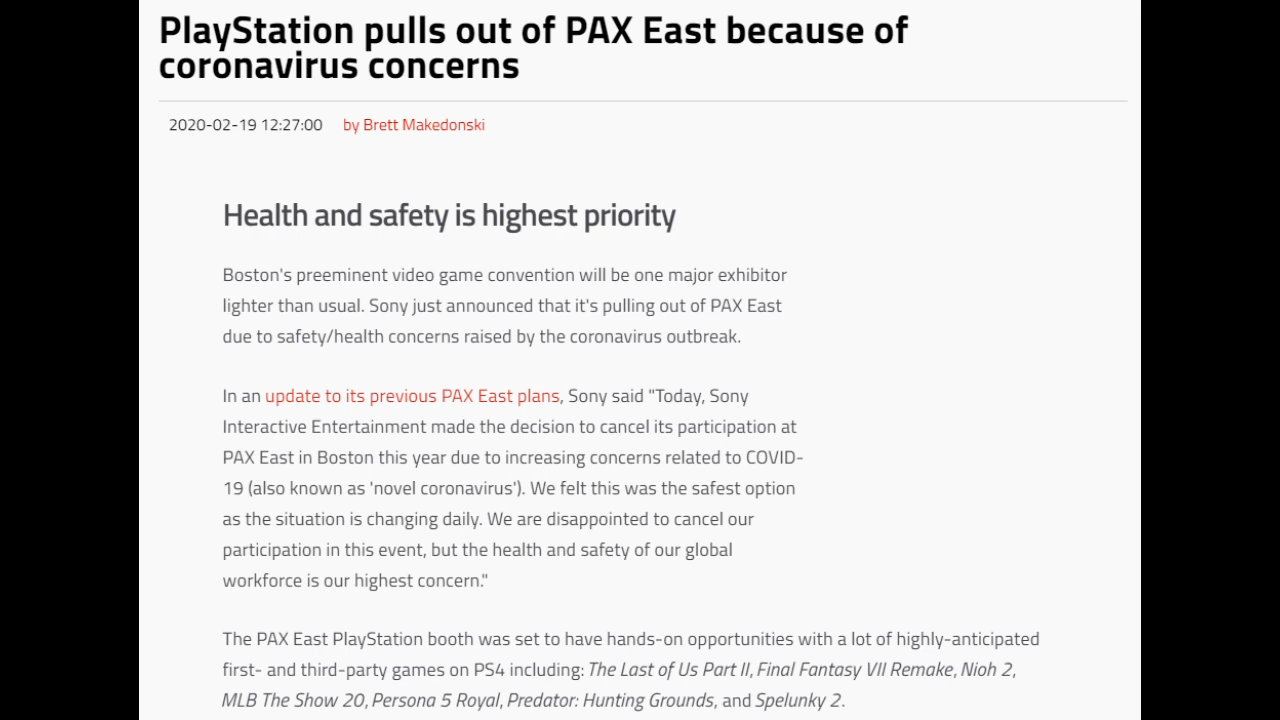 PlayStation pulls out of PAX East because of
coronavirus concerns
2020-02-19 12:27:00 by Brett Makedonski
Health and safety is highest priority
Boston's preeminent video game convention will be one major exhibitor
lighter than usual. Sony just announced that it's pulling out of PAX East
due to safety/health concerns raised by the coronavirus outbreak.
In an update to its previous PAX East plans, Sony said "Today, Sony
Interactive Entertainment made the decision to cancel its participation at
PAX East in Boston this year due to increasing concerns related to COVID-
19 (also known as 'novel coronavirus'). We felt this was the safest option
as the situation is changing daily. We are disappointed to cancel our
participation in this event, but the health and safety of our global
workforce is our highest concern."
The PAX East PlayStation booth was set to have hands-on opportunities with a lot of highly-anticipated
first- and third-party games on PS4 including: The Last of Us Part II, Final Fantasy VII Remake, Nioh 2,
MLB The Show 20, Persona 5 Royal, Predator: Hunting Grounds, and Spelunky 2.